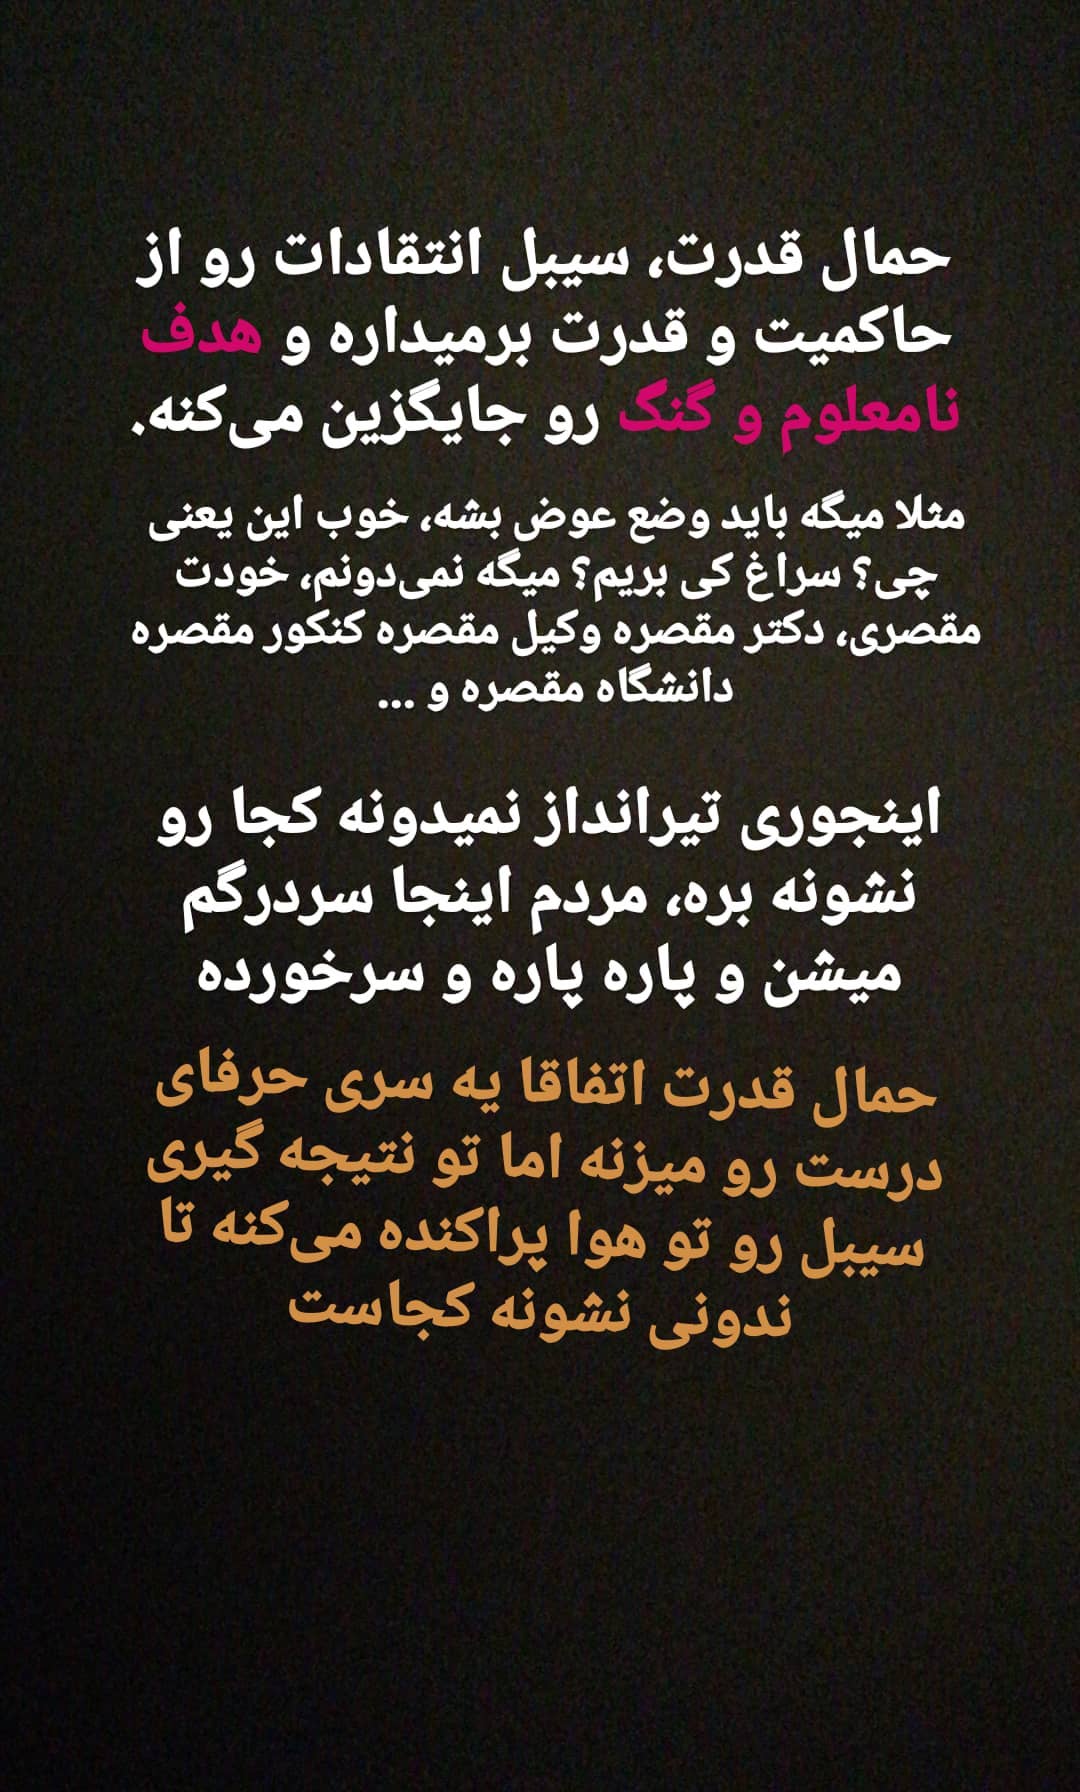 حمال قدرت، سیبل انتقادات رو از
حاکمیت و قدرت برمیداره و هدف
نامعلوم و گنگ رو جایگزین می‌کنه.
مثلا میگه باید وضع عوض بشه، خوب این یعنی
چی؟ سراغ کی بریم؟ میگه نمی‌دونم، خودت
مقصری، دکتر مقصره وکیل مقصره کنکور مقصره
دانشگاه مقصره و ...
اینجوری تیرانداز نمیدونه کجا رو
نشونه بره، مردم اینجا سردرگم
میشن و پاره پاره و سرخورده
حمال قدرت اتفاقا یه سری حرفای
درست رو میزنه اما تو نتیجه گیری
سیبل رو تو هوا پراکنده می‌کنه تا
ندونی نشونه کجاست